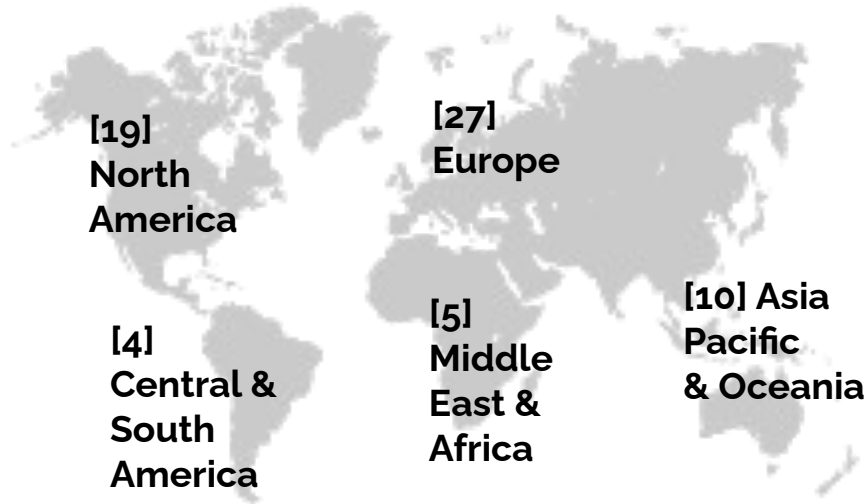 [19]
North
America
[27]
Europe
[4]
Central &
South
America
[5]
Middle
East &
Africa
[10] Asia
Pacific
& Oceania